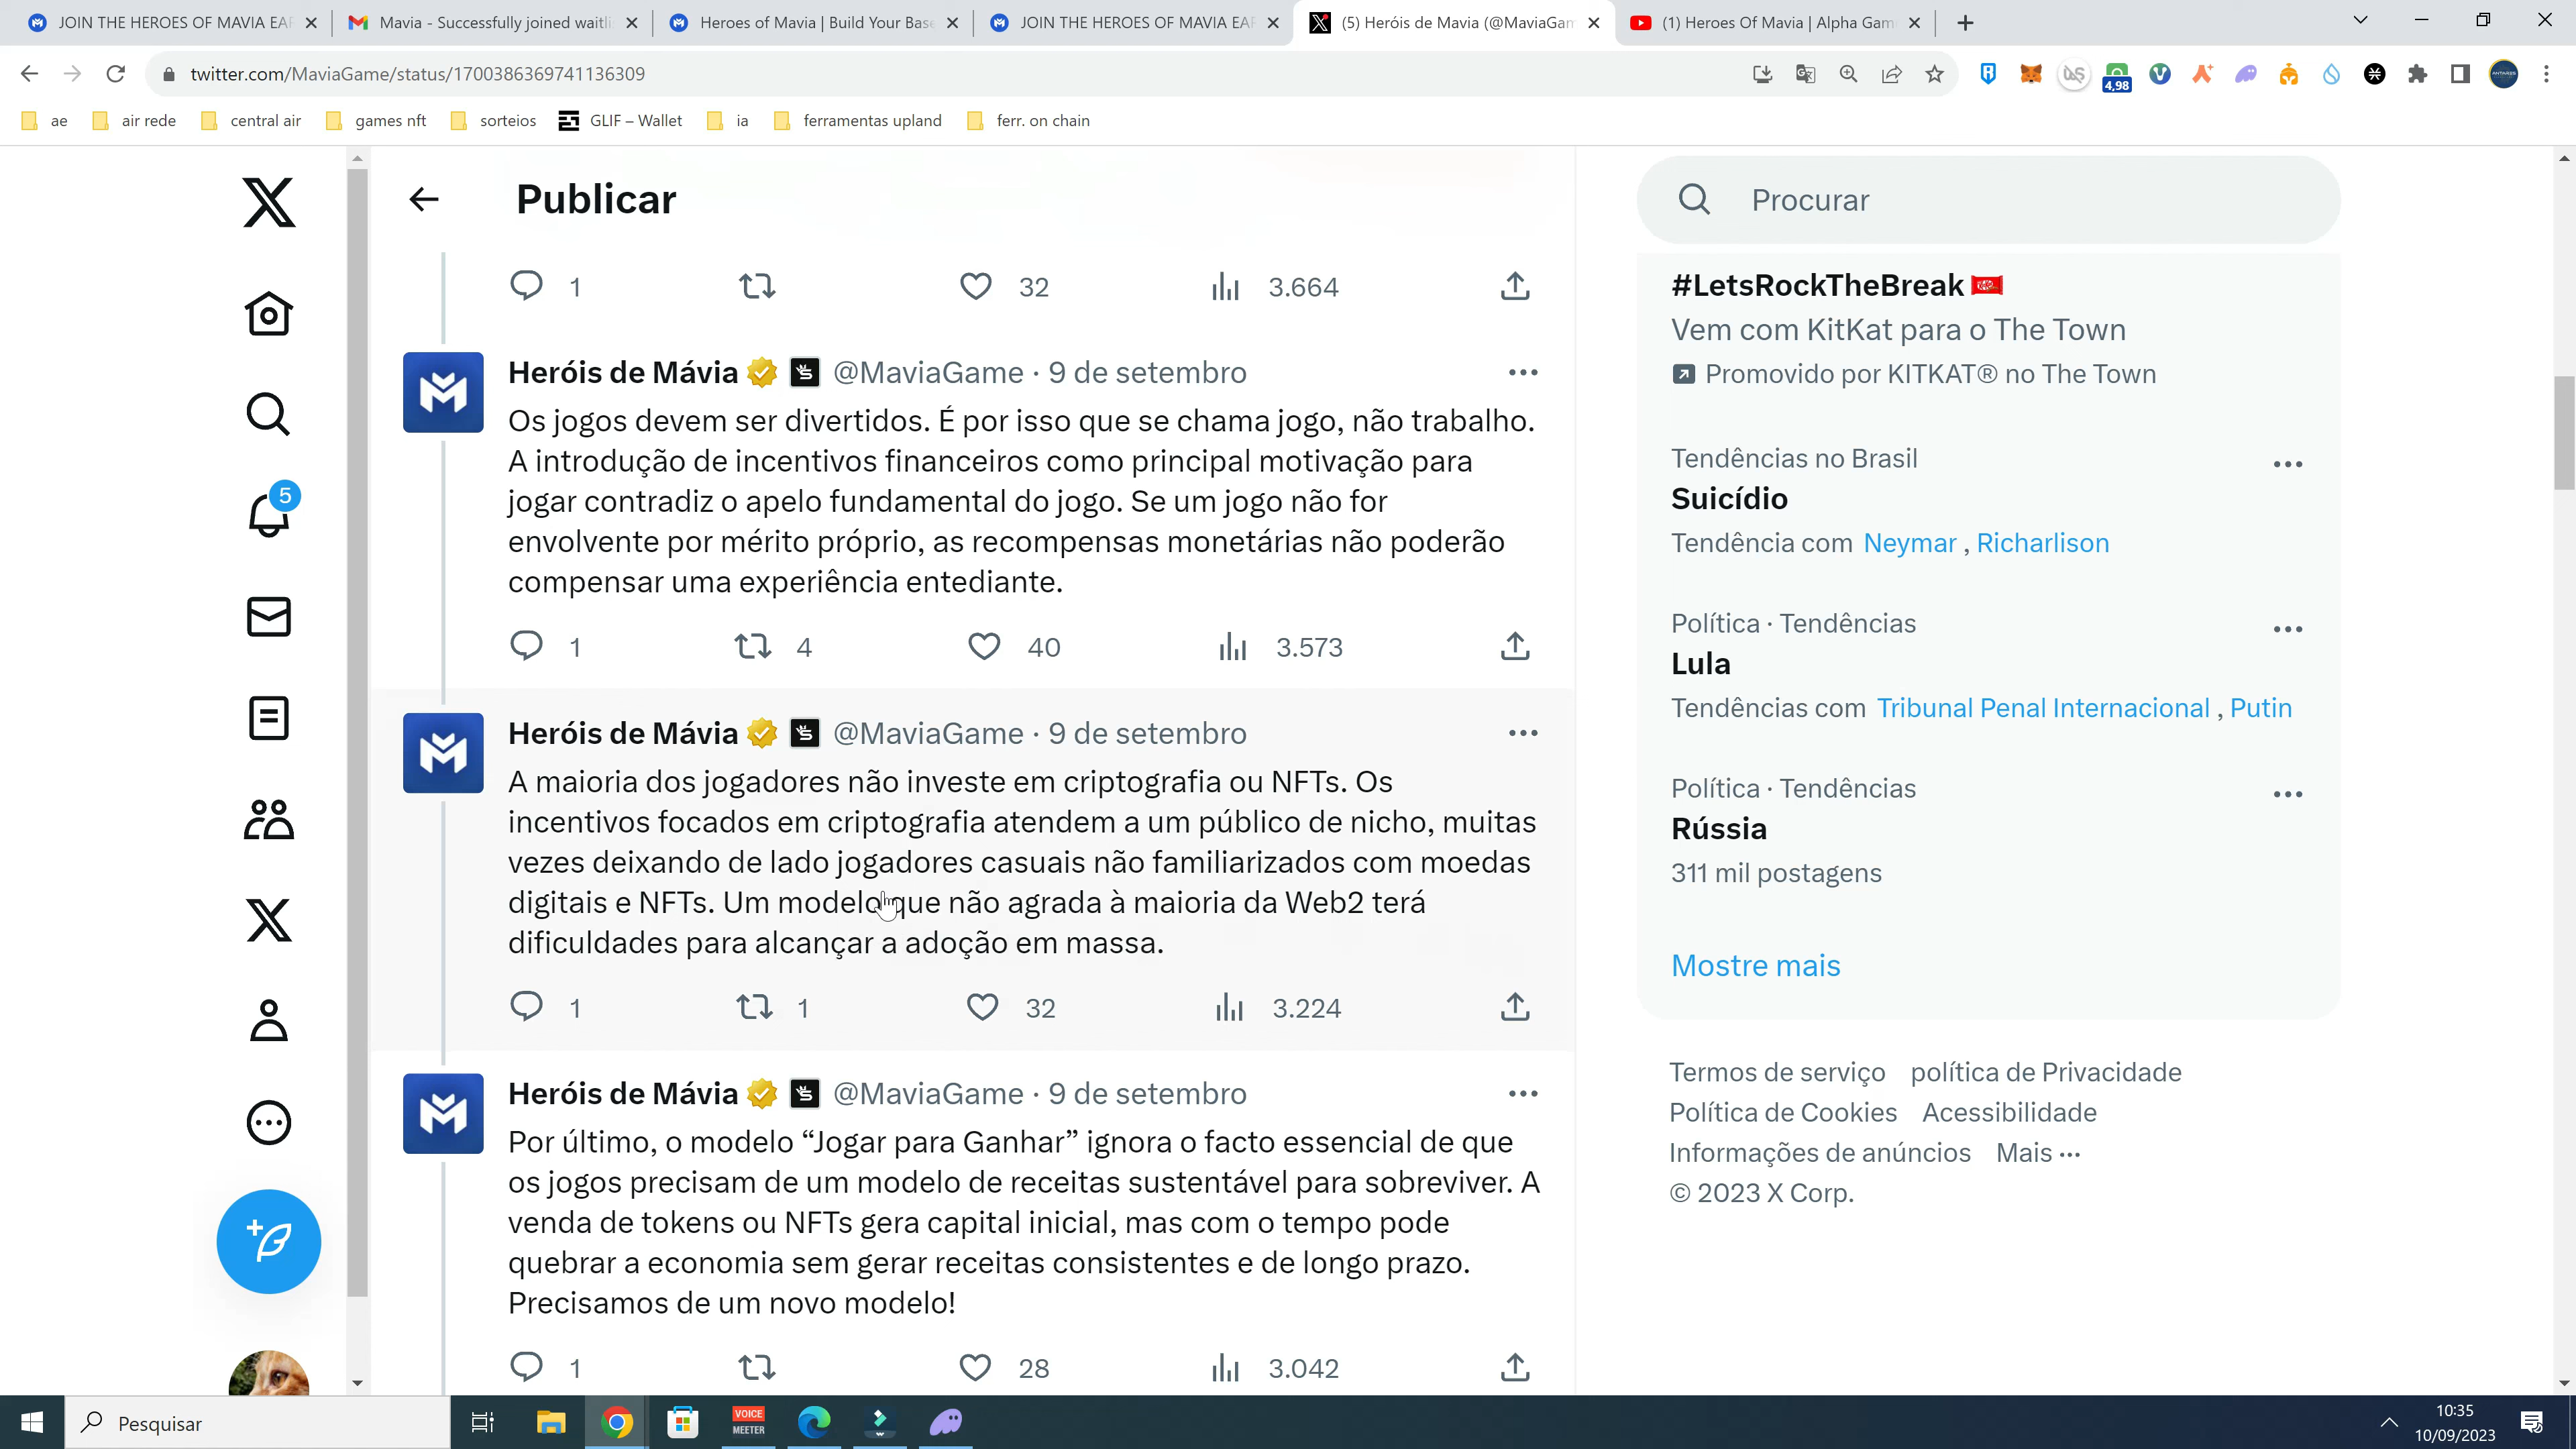 JOIN THE HEROES OF MAVIA EAR
Mavia - Successfully joined waitli
Heroes of Mavia | Build Your Base
JOIN THE HEROES OF MAVIA EAR
(5) Heróis de Mavia (@MaviaGam
(1) Heroes Of Mavia | Alpha Gam
twitter.com/MaviaGame/status/1700386369741136309
4,98
ae
air rede
central air
games nft
sorteios
GLIF – Wallet
ia
ferramentas upland
ferr. on chain
Publicar
1 32 3.664
Heróis de Mávia @MaviaGame · 9 de setembro
Os jogos devem ser divertidos. É por isso que se chama jogo, não trabalho.
A introdução de incentivos financeiros como principal motivação para
jogar contradiz o apelo fundamental do jogo. Se um jogo não for
envolvente por mérito próprio, as recompensas monetárias não poderão
compensar uma experiência entediante.
1 4 40 3.573
Heróis de Mávia @MaviaGame · 9 de setembro
A maioria dos jogadores não investe em criptografia ou NFTs. Os
incentivos focados em criptografia atendem a um público de nicho, muitas
vezes deixando de lado jogadores casuais não familiarizados com moedas
digitais e NFTs. Um modelo que não agrada à maioria da Web2 terá
dificuldades para alcançar a adoção em massa.
1 1 32 3.224
Heróis de Mávia @MaviaGame · 9 de setembro
Por último, o modelo “Jogar para Ganhar” ignora o facto essencial de que
os jogos precisam de um modelo de receitas sustentável para sobreviver. A
venda de tokens ou NFTs gera capital inicial, mas com o tempo pode
quebrar a economia sem gerar receitas consistentes e de longo prazo.
Precisamos de um novo modelo!
1 28 3.042
5
Procurar
#LetsRockTheBreak
Vem com KitKat para o The Town
Promovido por KITKAT® no The Town
Tendências no Brasil
Suicídio
Tendência com Neymar , Richarlison
Política · Tendências
Lula
Tendências com Tribunal Penal Internacional , Putin
Política · Tendências
Rússia
311 mil postagens
Mostre mais
Termos de serviço política de Privacidade
Política de Cookies Acessibilidade
Informações de anúncios Mais ···
© 2023 X Corp.
Pesquisar
VOICE
MEETER
10:35
10/09/2023